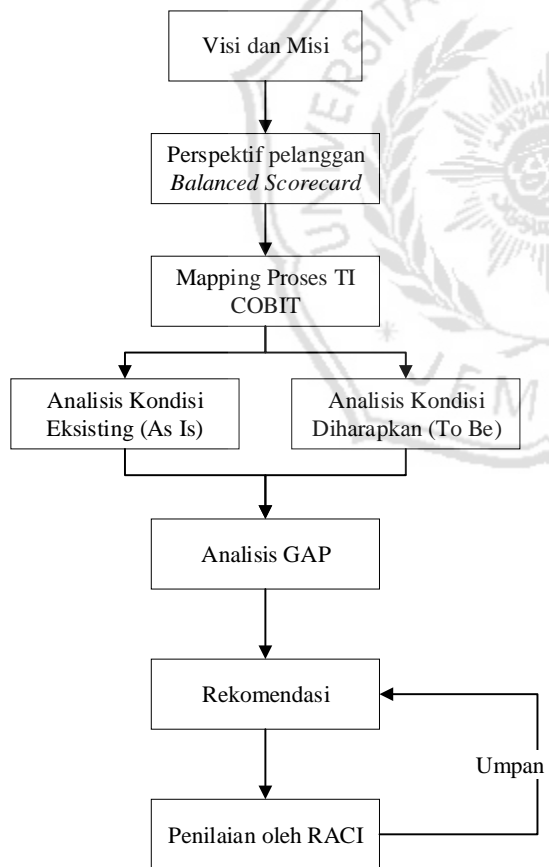 Visi dan Misi
Perspektif pelanggan
Balanced Scorecard
Mapping Proses TI
COBIT
Analisis Kondisi
Eksisting (As Is)
Analisis Kondisi
Diharapkan (To Be)
Analisis GAP
Rekomendasi
Umpan
Penilaian oleh RACI